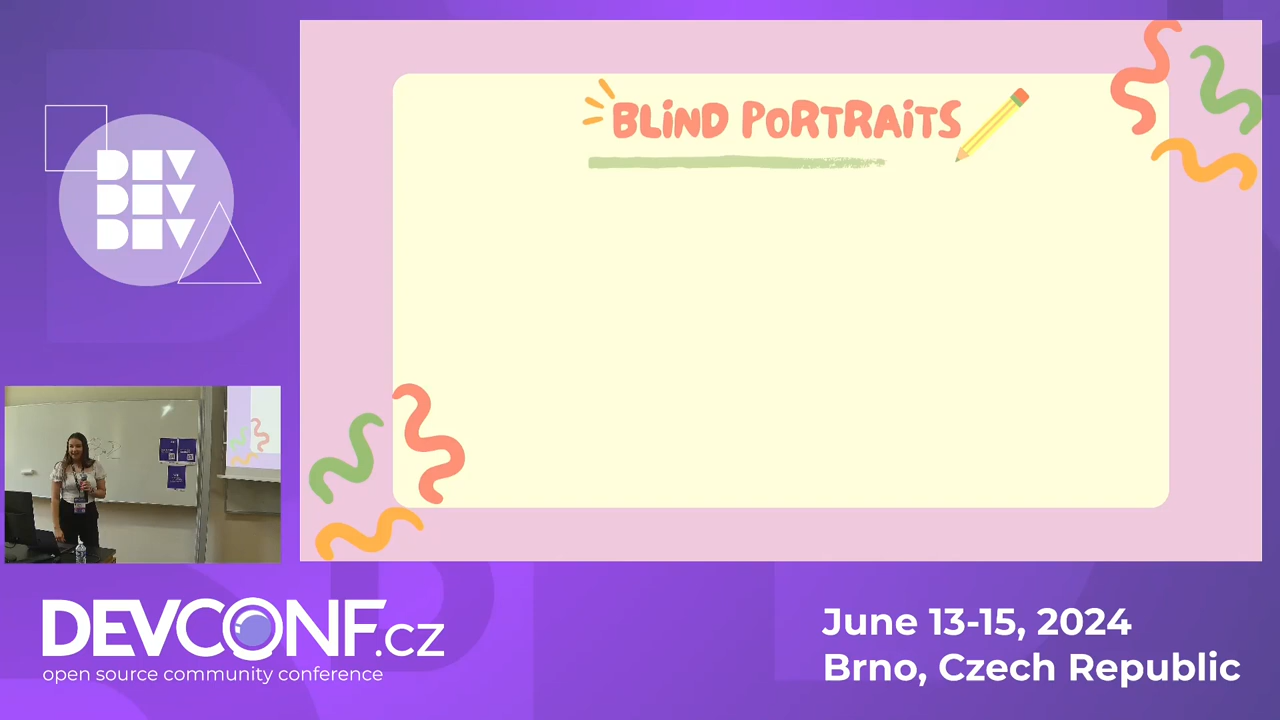 BLiND PORTRAiTS
DEV
DEV
DEV
DEVCONF.cz
open source community conference
June 13-15, 2024
Brno, Czech Republic